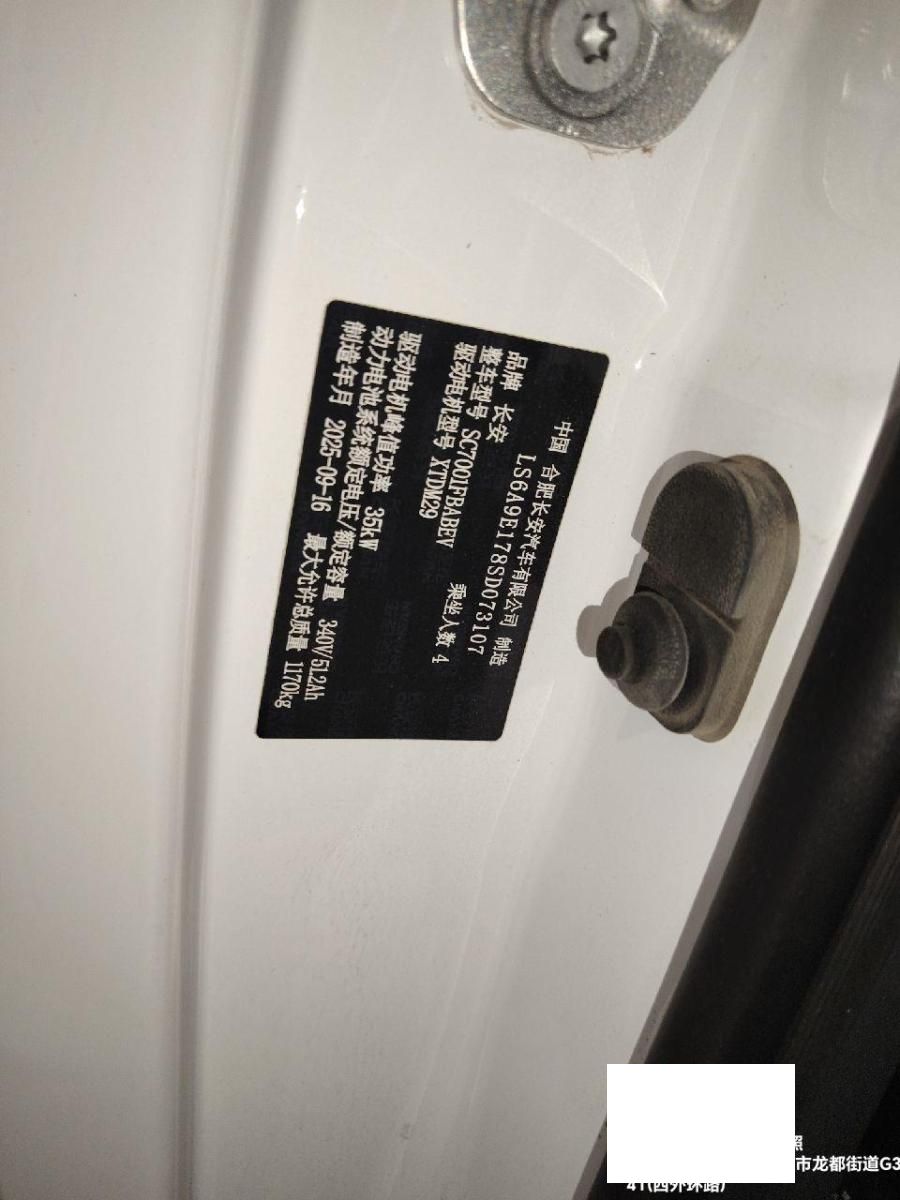 中国 合肥长安汽车有限公司 制造
LS6A9E178SD073107
品牌 长安
整车型号 SC7001FBABEV 乘坐人数 4
驱动电机型号 XTDM29
驱动电机峰值功率 35kW
动力电池系统额定电压/额定容量 340V/51.2Ah
制造年月 2025-09-16 最大允许总质量 1170kg
照
市龙都街道G3
41(西外环路)